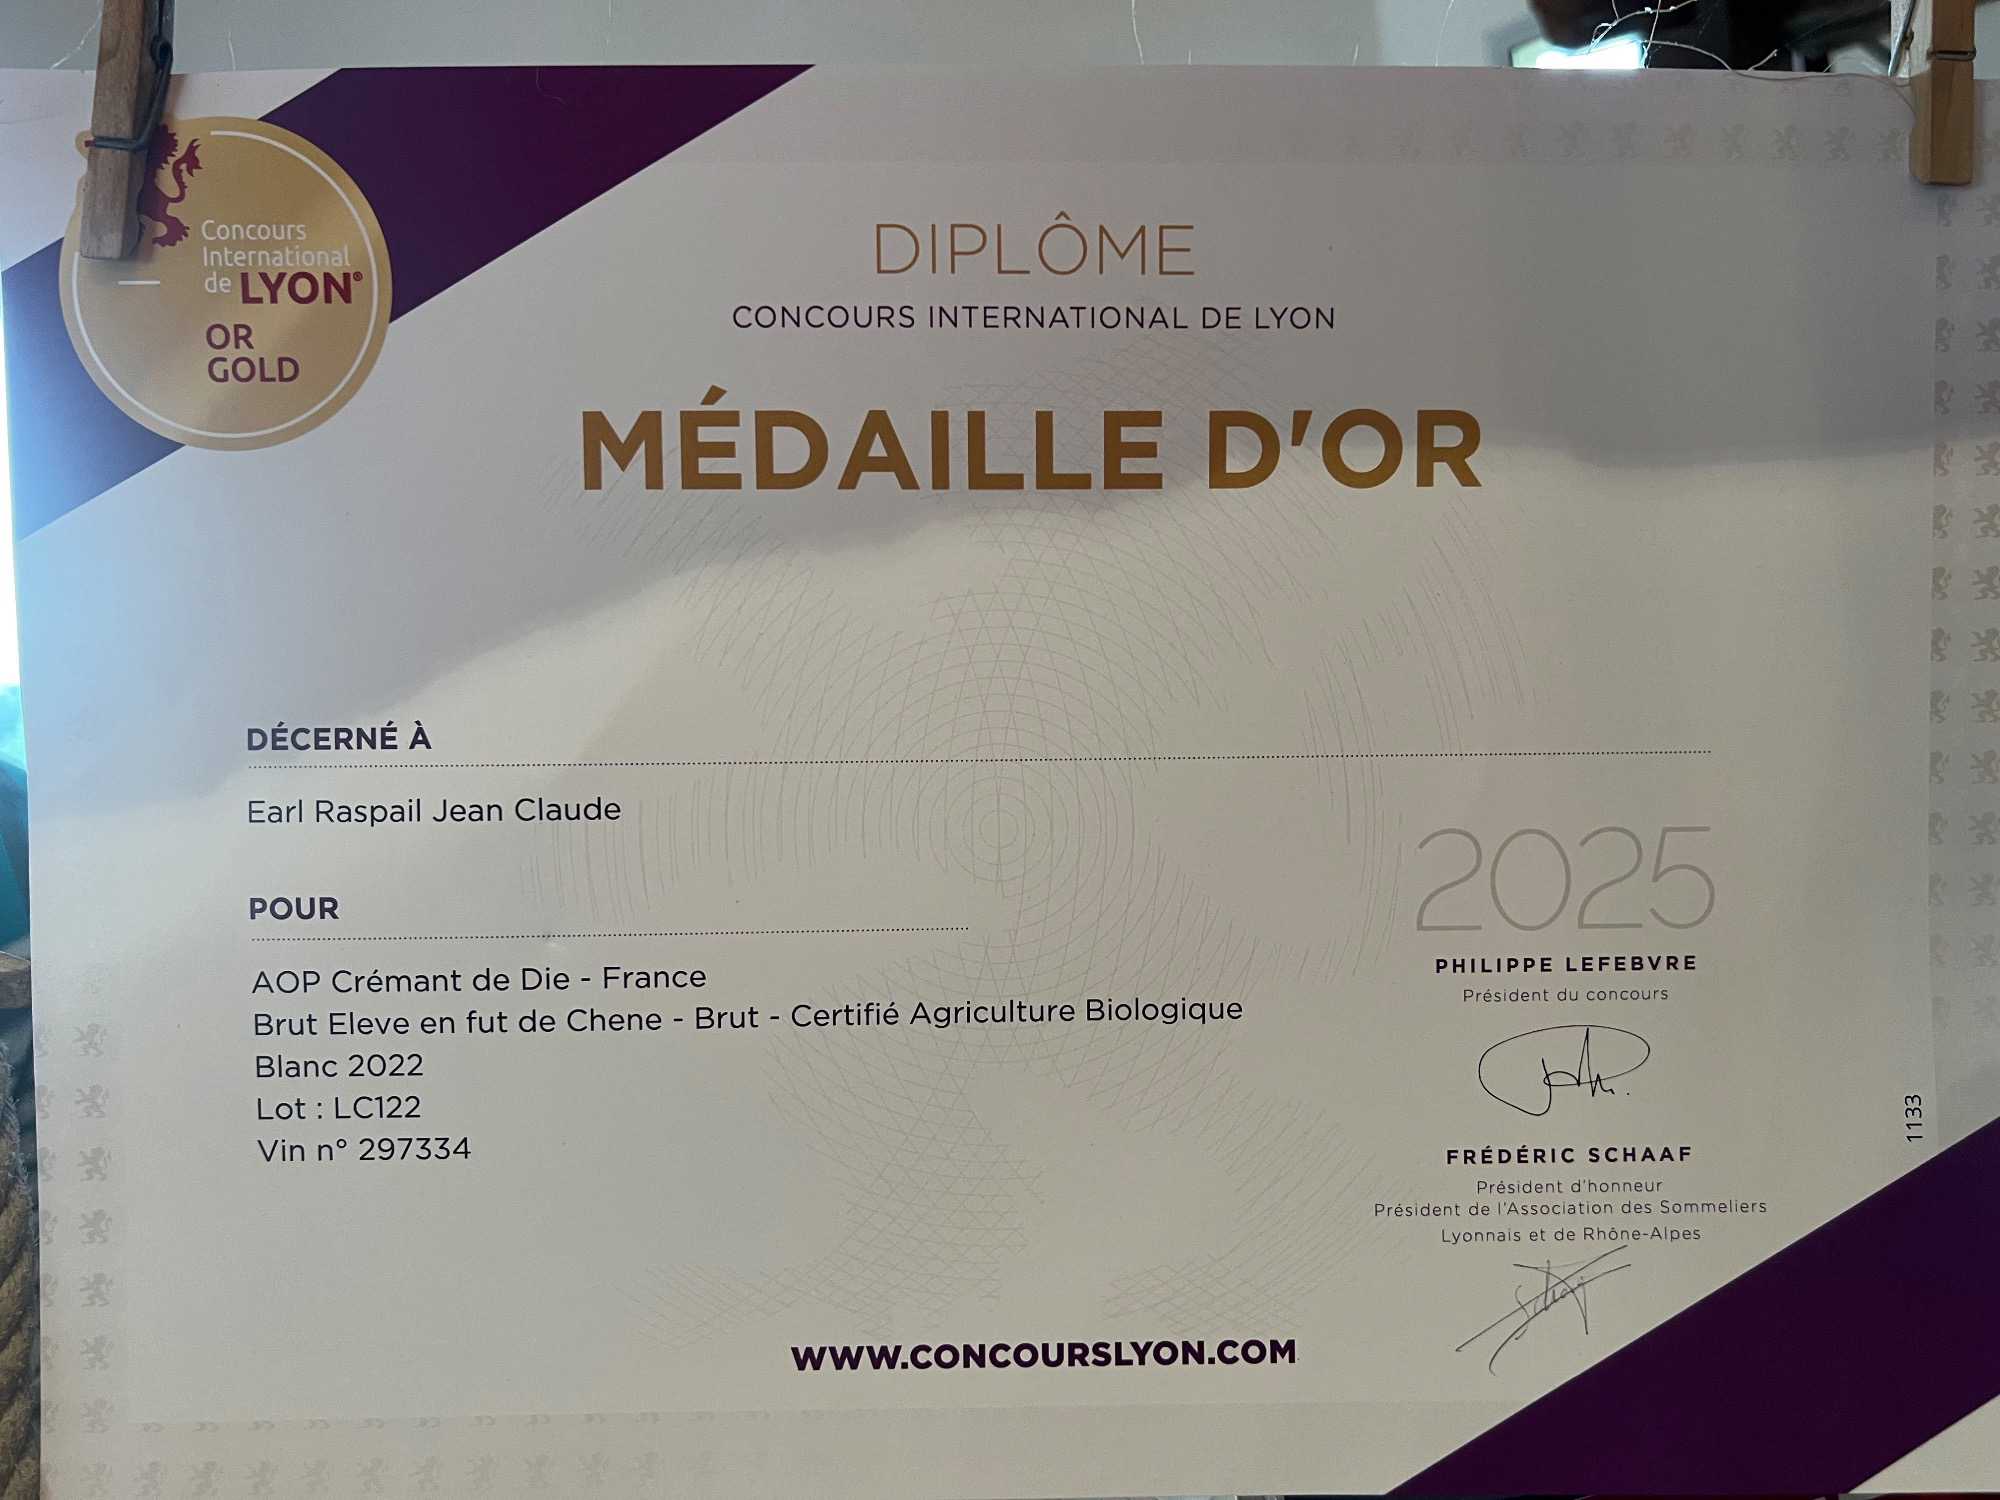 Concours
International
de LYON®
OR
GOLD
DIPLÔME
CONCOURS INTERNATIONAL DE LYON
MÉDAILLE D'OR
DÉCERNÉ À
Earl Raspail Jean Claude
POUR
AOP Crémant de Die - France
Brut Eleve en fut de Chene - Brut - Certifié Agriculture Biologique
Blanc 2022
Lot : LC122
Vin n° 297334
2025
PHILIPPE LEFEBVRE
Président du concours
FRÉDÉRIC SCHAAF
Président d'honneur
Président de l'Association des Sommeliers
Lyonnais et de Rhône-Alpes
1133
WWW.CONCOURSLYON.COM